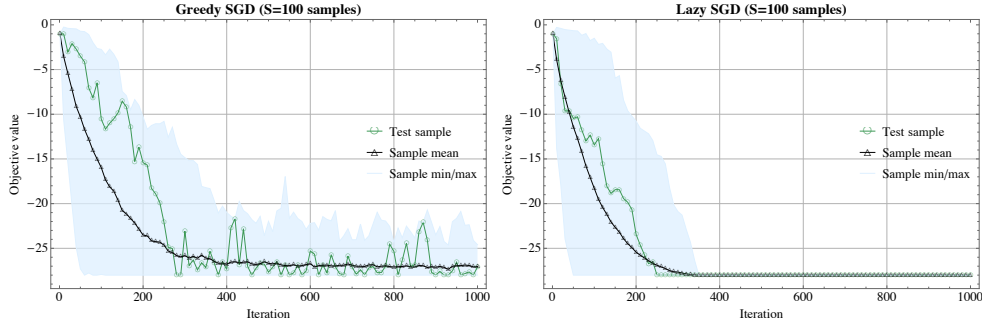 Greedy SGD (S=100 samples)
0
−5
−10
−15
−20
−25
Objective value
Test sample
Sample mean
Sample min/max
0
200
400
600
800
1000
Iteration
Lazy SGD (S=100 samples)
0
−5
−10
−15
−20
−25
Objective value
Test sample
Sample mean
Sample min/max
0
200
400
600
800
1000
Iteration